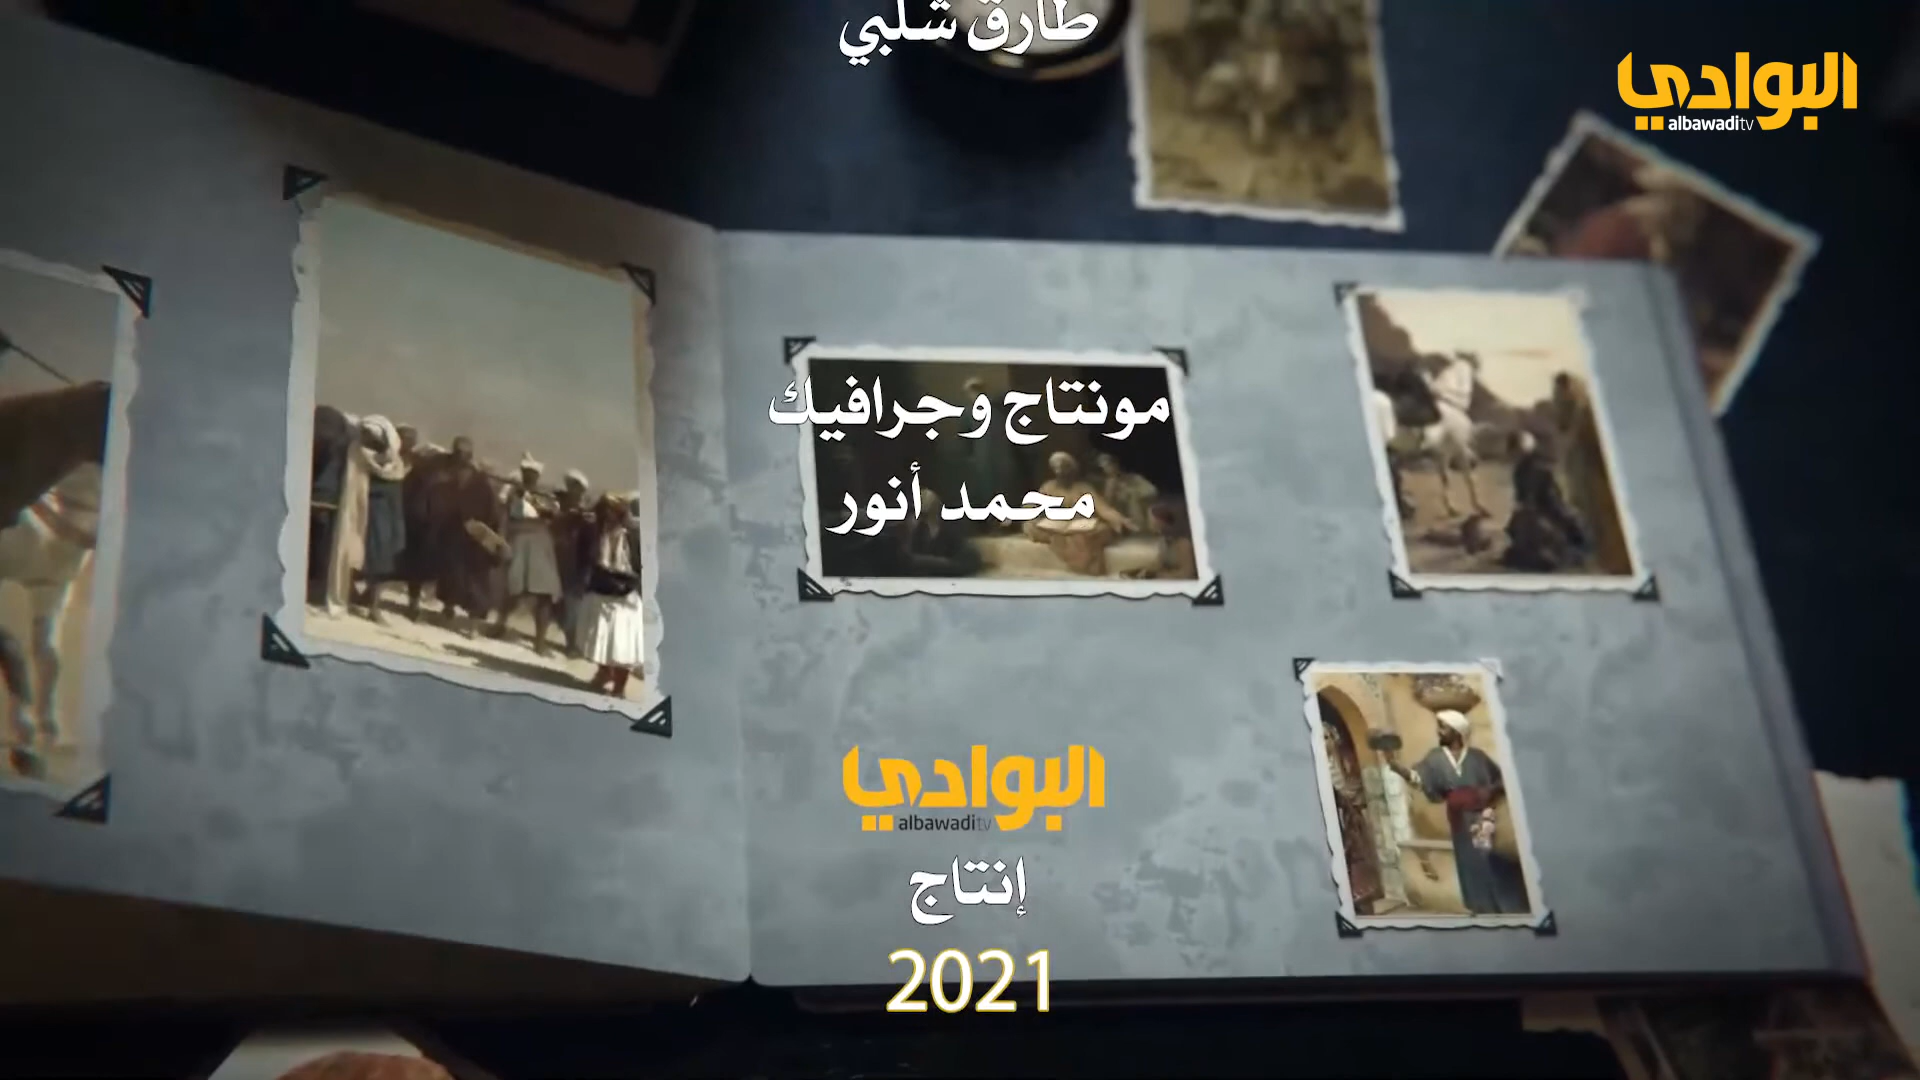 طارق شلبي
البوادي
albawaditv
مونتاج وجرافيك
محمد أنور
البوادي
albawaditv
إنتاج
2021